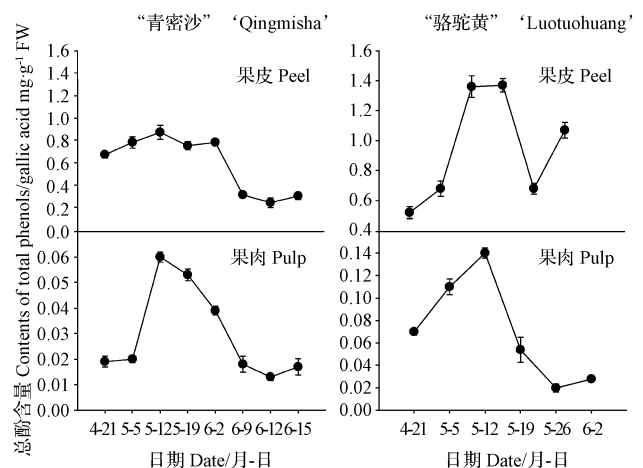 “青密沙” ‘Qingmisha’
“骆驼黄” ‘Luotuohuang’
总酚含量 Contents of total phenols/gallic acid mg·g⁻¹ FW
果皮 Peel
1.6
1.4
1.2
1.0
0.8
0.6
0.4
0.2
0.0
果皮 Peel
1.6
1.4
1.2
1.0
0.8
0.6
0.4
果肉 Pulp
0.06
0.05
0.04
0.03
0.02
0.01
0.00
4-21 5-5 5-12 5-19 6-2 6-9 6-12 6-15
日期 Date/月-日
果肉 Pulp
0.14
0.12
0.10
0.08
0.06
0.04
0.02
0.00
4-21 5-5 5-12 5-19 5-26 6-2
日期 Date/月-日